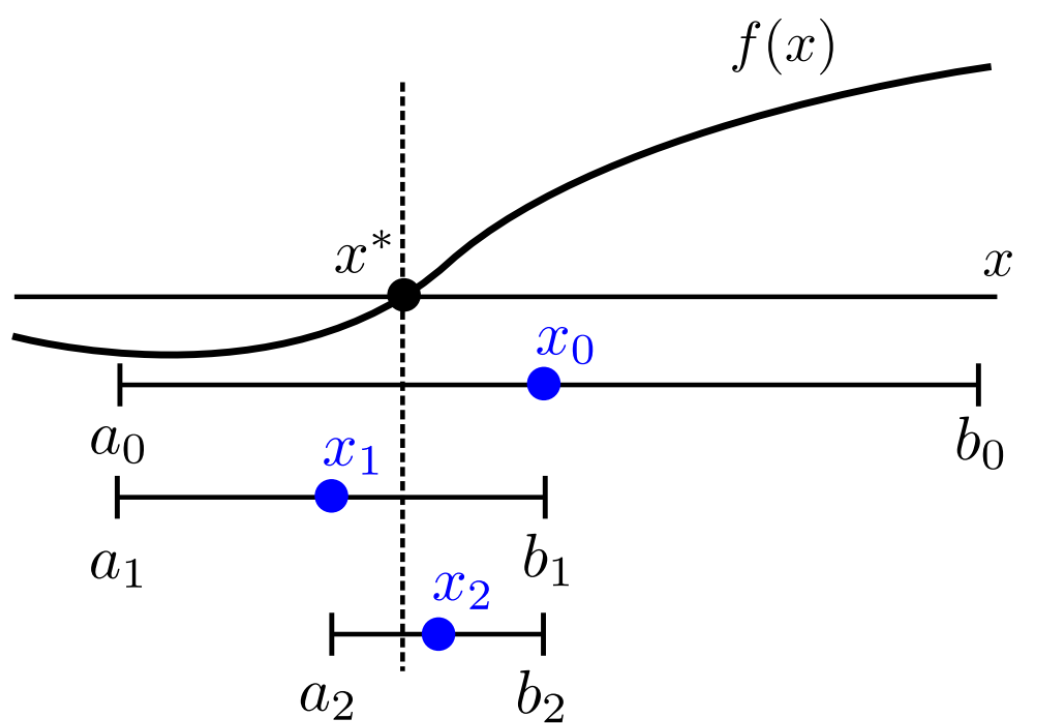 f(x)
x*
x
x₀
a₀
b₀
x₁
a₁
b₁
x₂
a₂
b₂